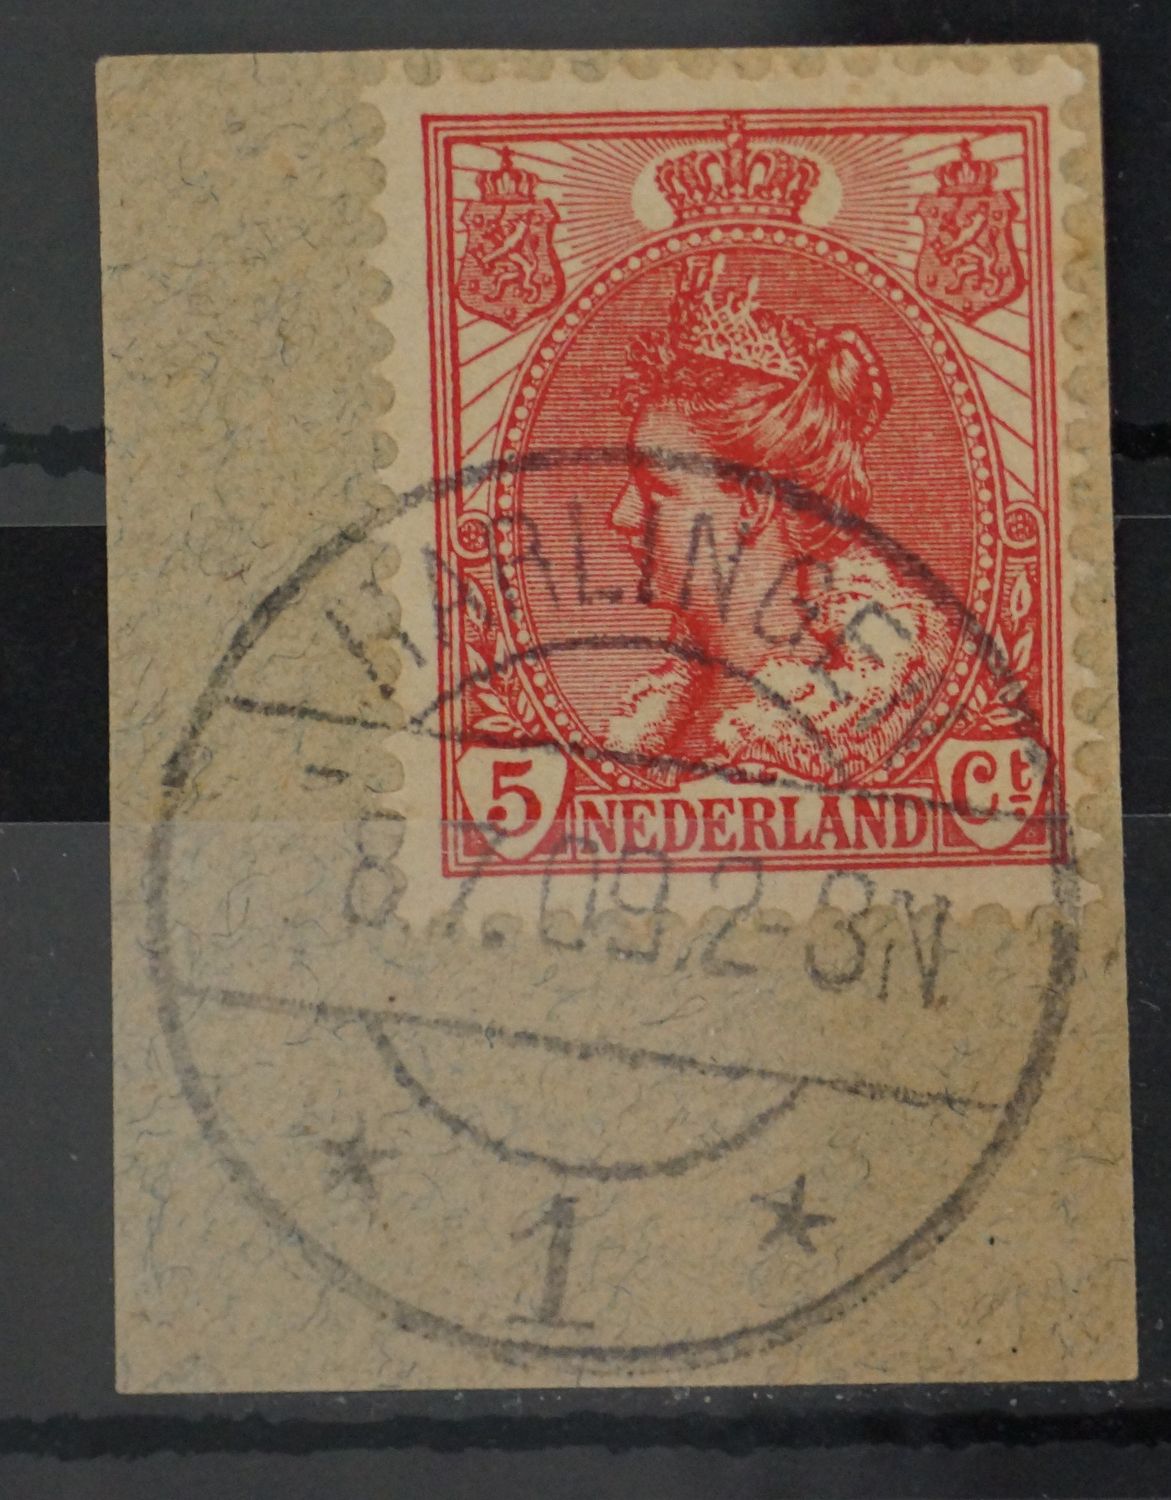 HARLINGEN
5 NEDERLAND Ct
8.7.09.2-3N
1